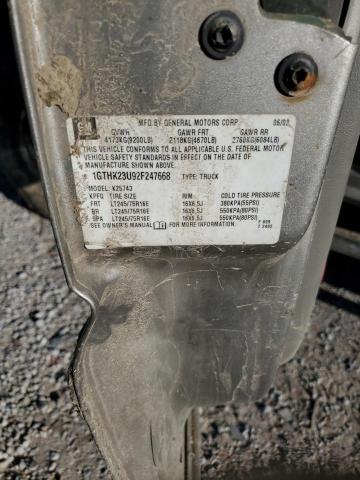 GM
MFD BY GENERAL MOTORS CORP 06/02
GVWR GAWR FRT GAWR RR
4173KG(9200LB) 2118KG(4670LB) 2760KG(6084LB)
THIS VEHICLE CONFORMS TO ALL APPLICABLE U.S. FEDERAL MOTOR
VEHICLE SAFETY STANDARDS IN EFFECT ON THE DATE OF
MANUFACTURE SHOWN ABOVE.
1GTHK23U92F247668 TYPE: TRUCK
MODEL: K25743
KPFO TIRE SIZE RIM COLD TIRE PRESSURE
FRT LT245/75R16E 16X6.5J 380KPA(55PSI)
RR LT245/75R16E 16X6.5J 550KPA(80PSI)
SPA LT245/75R16E 16X6.5J 550KPA(80PSI)
SEE OWNER'S MANUAL FOR MORE INFORMATION.